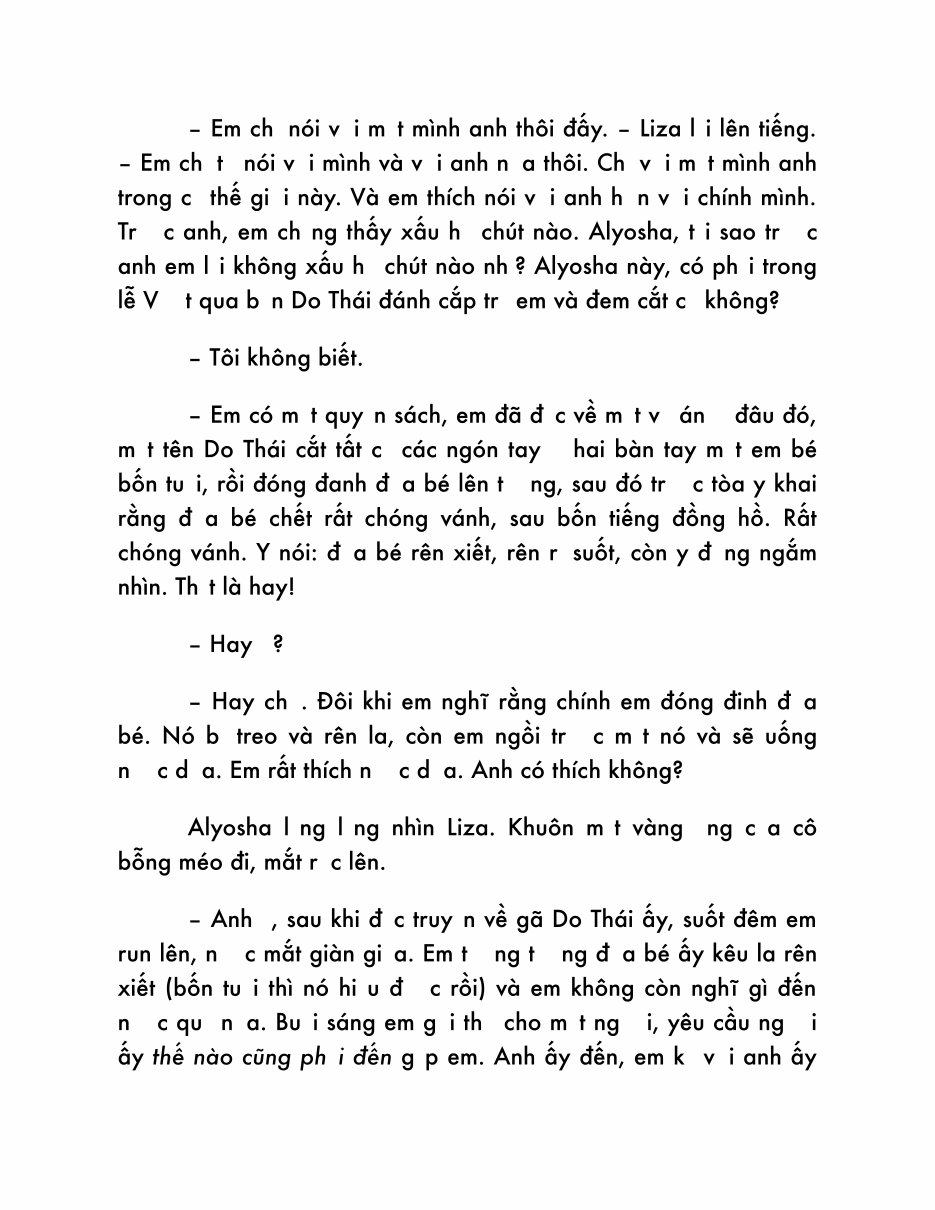 – Em ch  nói v i m t mình anh thôi đấy. – Liza l i lên tiếng.
– Em ch t  nói v i mình và v i anh n a thôi. Ch  v i m t mình anh
trong c  thế gi i này. Và em thích nói v i anh h n v i chính mình.
Tr  c anh, em ch ng thấy xấu h  chút nào. Alyosha, t i sao tr  c
anh em l i không xấu h  chút nào nh ? Alyosha này, có ph i trong
lễ V  t qua b n Do Thái đánh cắp tr  em và đem cắt c  không?
– Tôi không biết.
– Em có m t quy n sách, em đã đ c về m t v  án   đâu đó,
m t tên Do Thái cắt tất c  các ngón tay   hai bàn tay m t em bé
bốn tu i, rồi đóng đanh đ a bé lên t  ng, sau đó tr  c tòa y khai
rằng đ a bé chết rất chóng vánh, sau bốn tiếng đồng hồ. Rất
chóng vánh. Y nói: đ a bé rên xiết, rên r  suốt, còn y đ ng ngắm
nhìn. Th t là hay!
– Hay  ?
– Hay ch . Đôi khi em nghĩ rằng chính em đóng đinh đ a
bé. Nó b  treo và rên la, còn em ngồi tr  c m t nó và sẽ uống
n  c d a. Em rất thích n  c d a. Anh có thích không?
Alyosha l ng l ng nhìn Liza. Khuôn m t vàng  ng c a cô
bỗng méo đi, mắt r c lên.
– Anh  , sau khi đ c truy n về gã Do Thái ấy, suốt đêm em
run lên, n  c mắt giàn gi a. Em t  ng t  ng đ a bé ấy kêu la rên
xiết (bốn tu i thì nó hi u đ  c rồi) và em không còn nghĩ gì đến
n  c qu  n a. Bu i sáng em g i th  cho m t ng  i, yêu cầu ng  i
ấy thế nào cũng ph i đến g p em. Anh ấy đến, em k  v i anh ấy